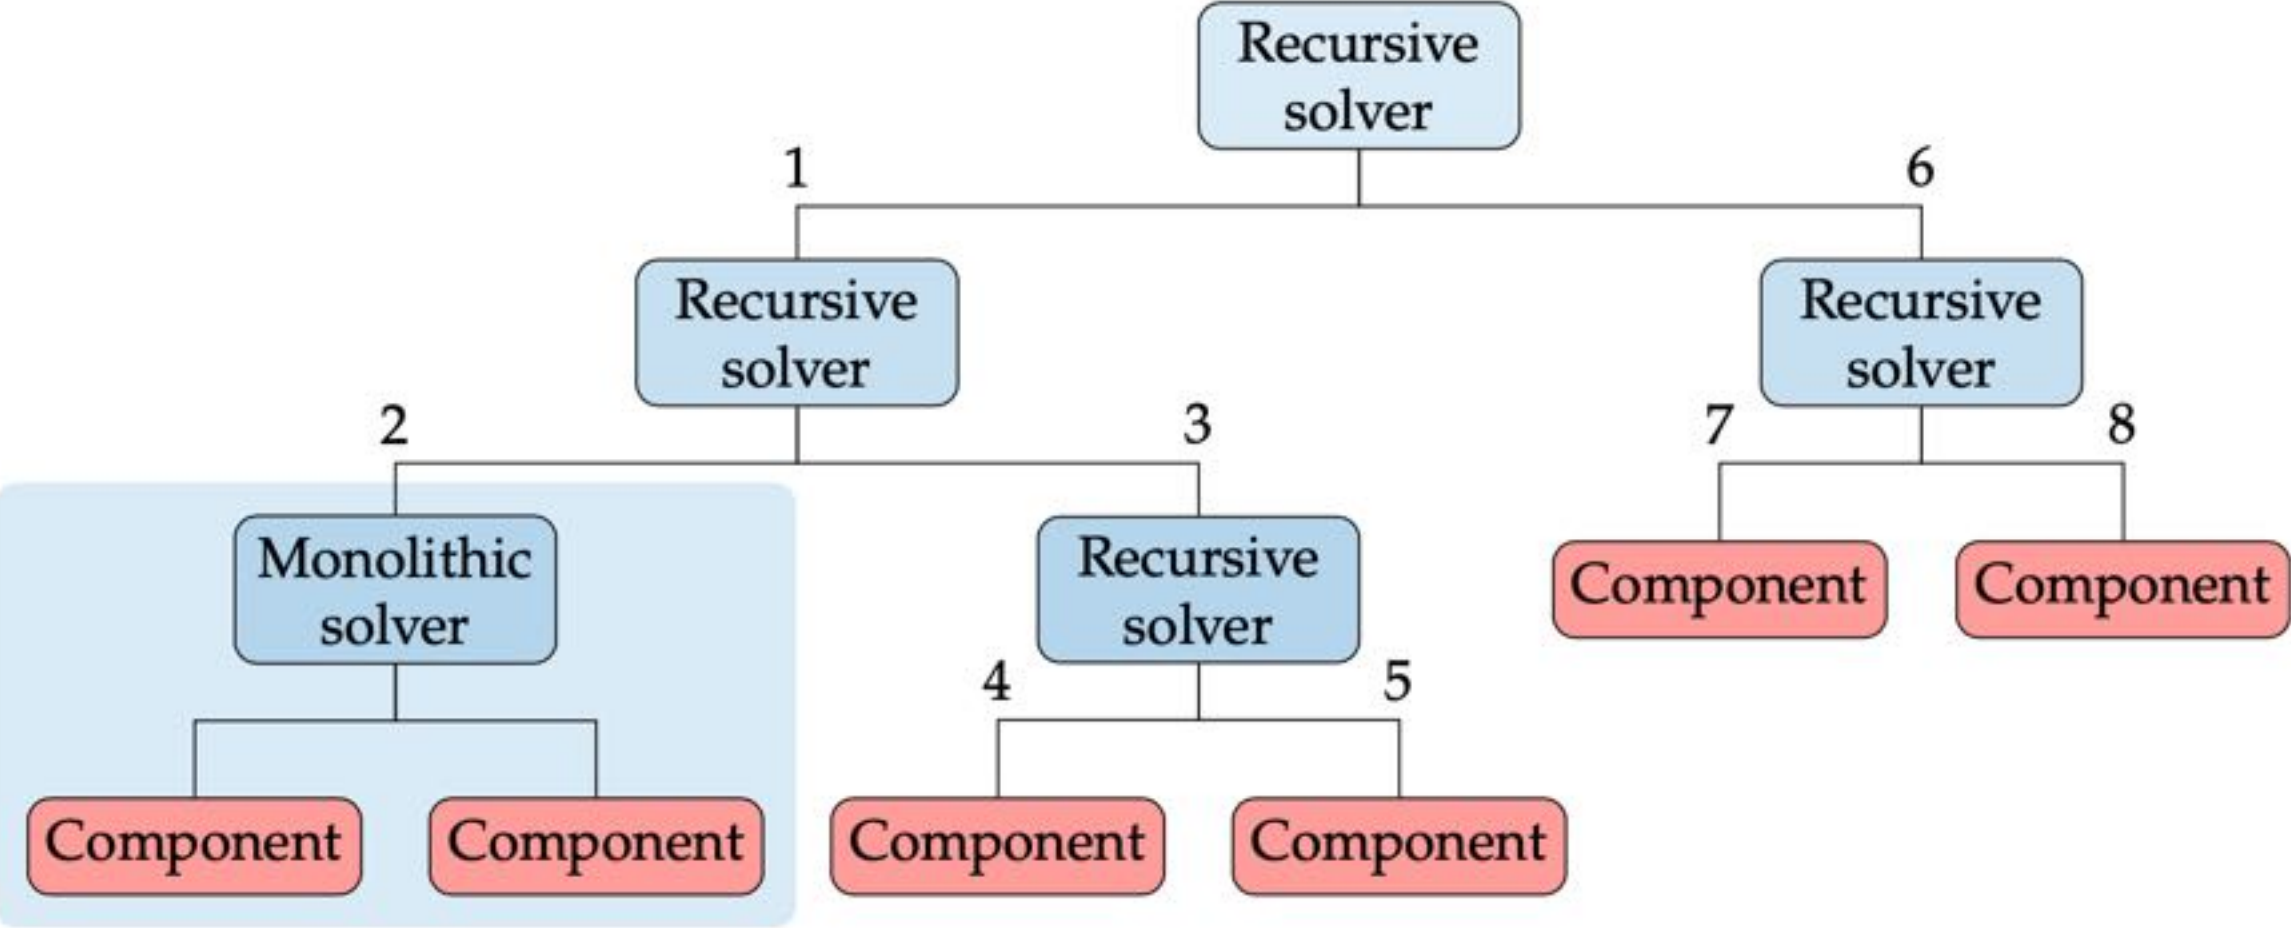 Recursive
solver
1
6
Recursive
solver
Recursive
solver
2
3
7
8
Monolithic
solver
Recursive
solver
Component
Component
4
5
Component
Component
Component
Component